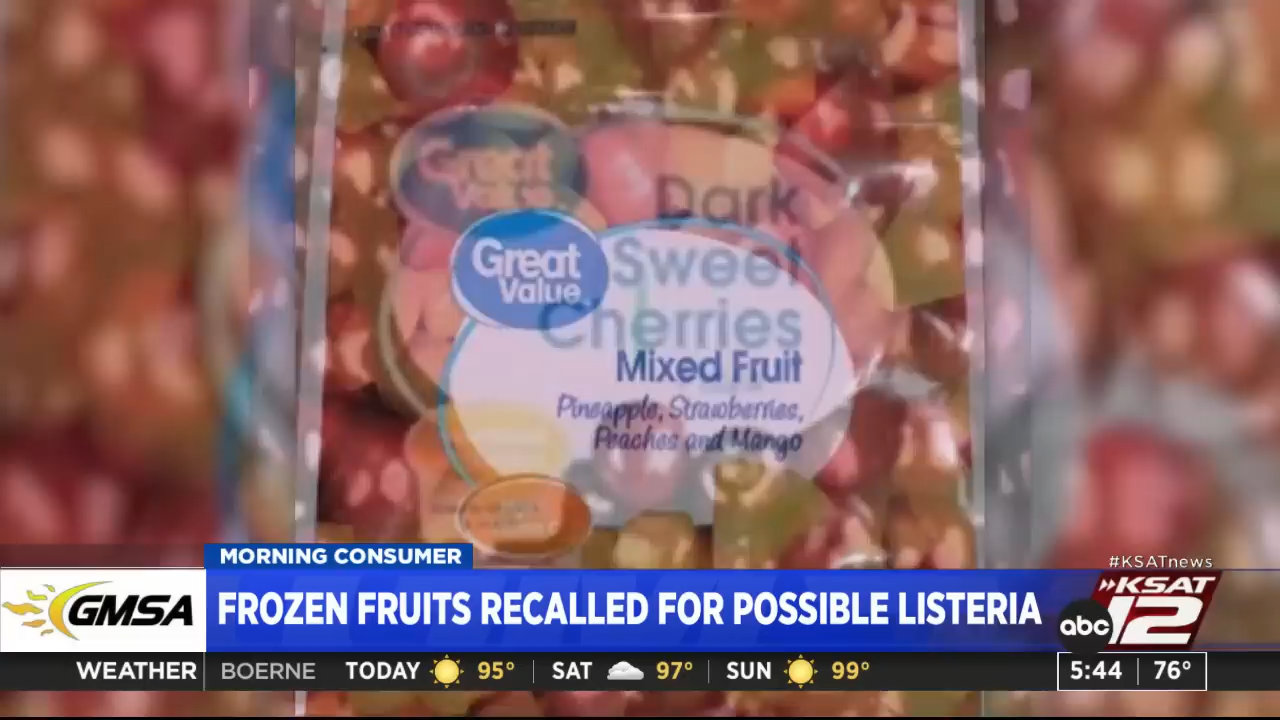 Great
Value
Dark
Sweet
Cherries
Great
Value
Mixed Fruit
Pineapple, Strawberries,
Peaches and Mango
MORNING CONSUMER
#KSATnews
GMSA
FROZEN FRUITS RECALLED FOR POSSIBLE LISTERIA
abc
KSAT
12
WEATHER
BOERNE TODAY 95° SAT 97° SUN 99°
5:44 76°